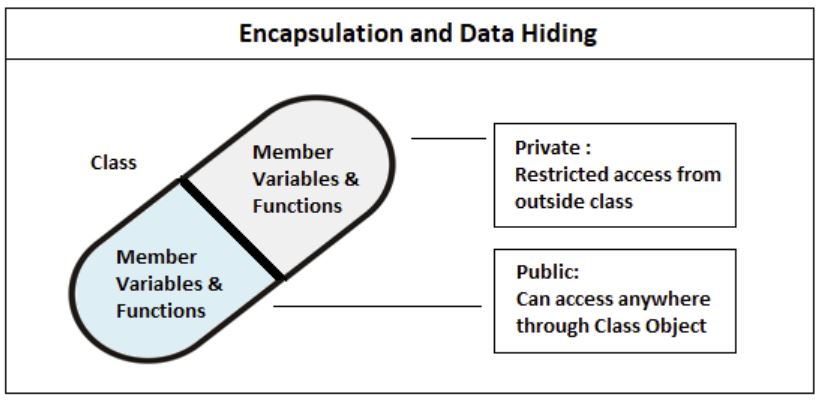 Encapsulation and Data Hiding
Class
Member
Variables &
Functions
Private :
Restricted access from
outside class
Member
Variables &
Functions
Public:
Can access anywhere
through Class Object